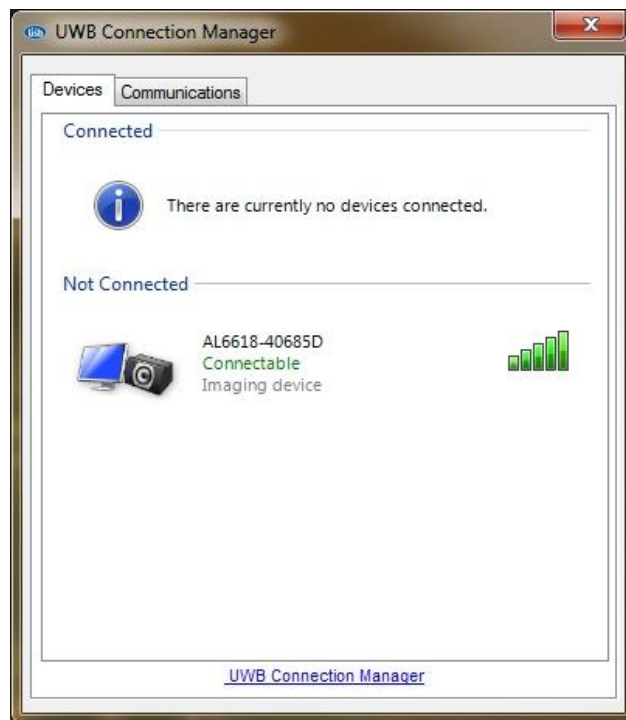 UWB Connection Manager
Devices
Communications
Connected
There are currently no devices connected.
Not Connected
AL6618-40685D
Connectable
Imaging device
UWB Connection Manager